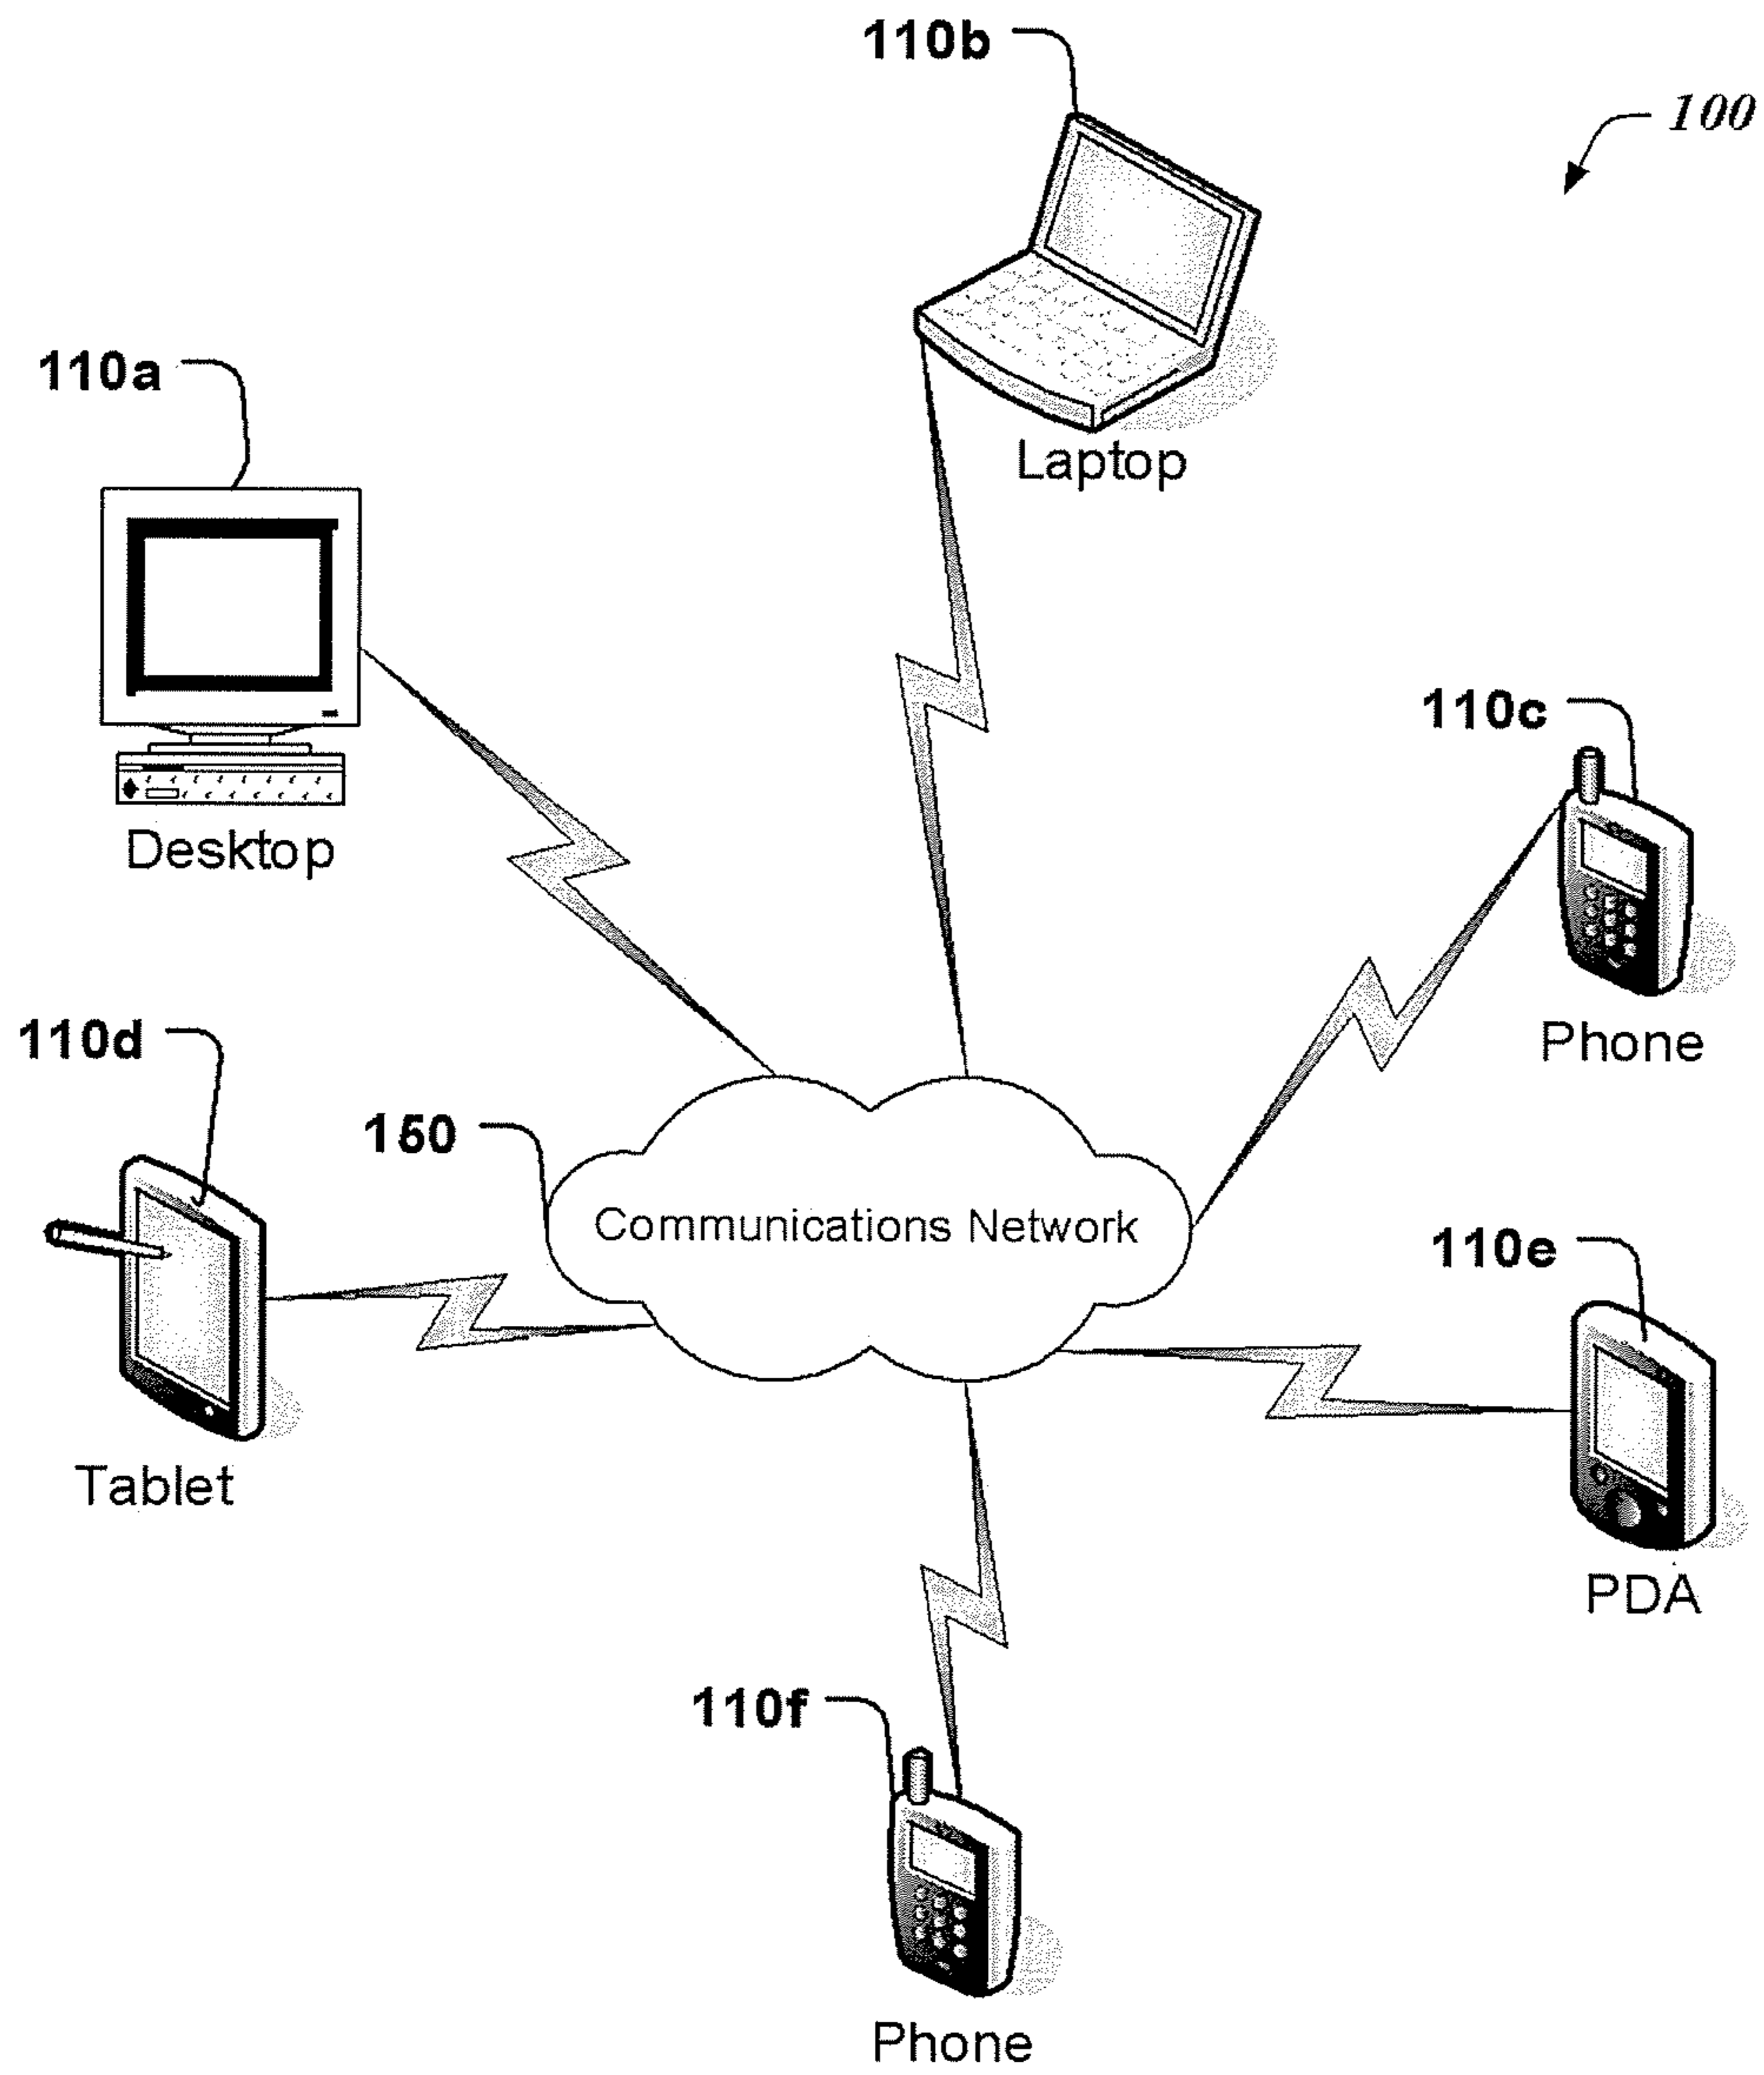 110b
100
110a
Laptop
110c
Desktop
110d
Phone
150
Communications Network
110e
Tablet
PDA
110f
Phone